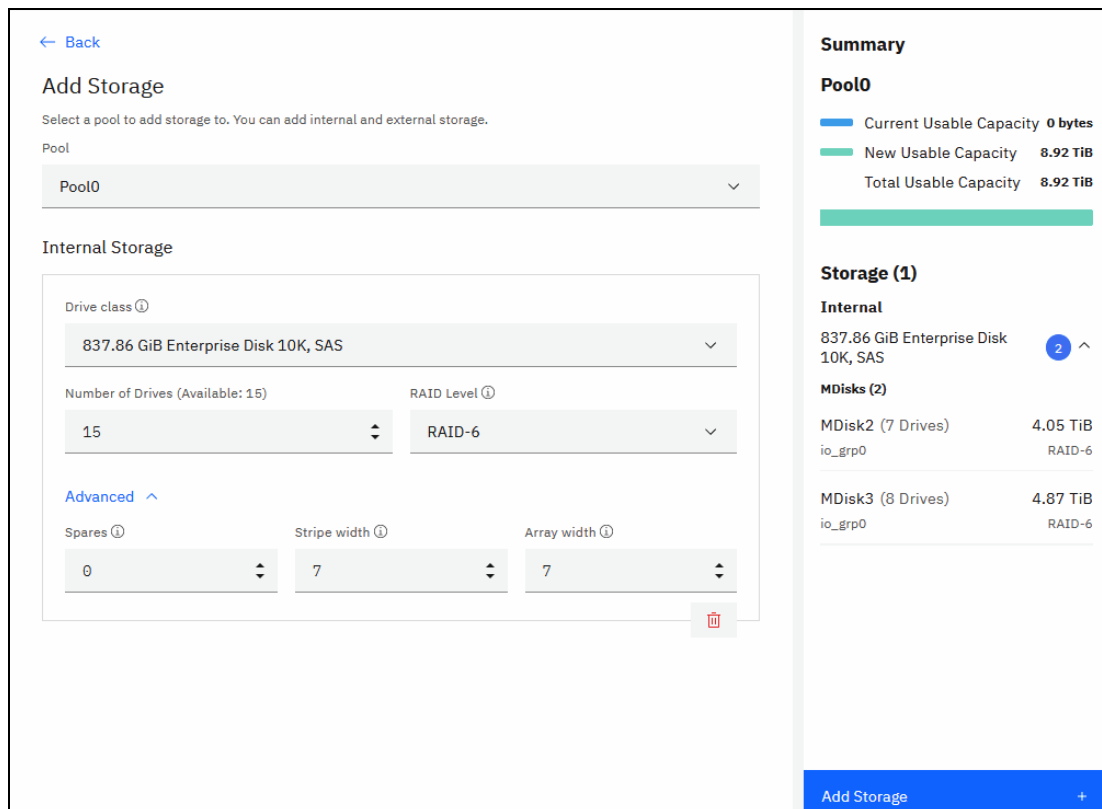 ← Back
Add Storage
Select a pool to add storage to. You can add internal and external storage.
Pool
Pool0
Internal Storage
Drive class
837.86 GiB Enterprise Disk 10K, SAS
Number of Drives (Available: 15)
RAID Level
15
RAID-6
Advanced
Spares
Stripe width
Array width
0
7
7
Summary
Pool0
Current Usable Capacity 0 bytes
New Usable Capacity 8.92 TiB
Total Usable Capacity 8.92 TiB
Storage (1)
Internal
837.86 GiB Enterprise Disk
10K, SAS
2
MDisks (2)
MDisk2 (7 Drives) 4.05 TiB
io_grp0 RAID-6
MDisk3 (8 Drives) 4.87 TiB
io_grp0 RAID-6
Add Storage +